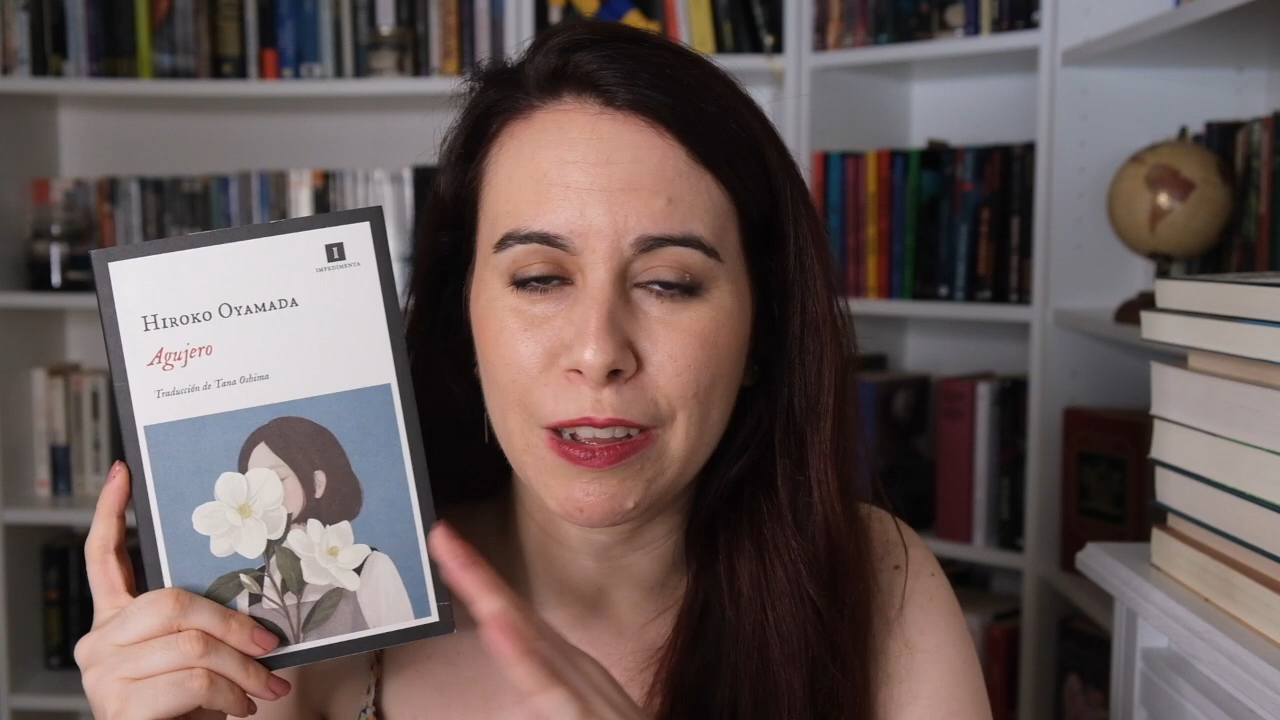 I
IMPEDIMENTA
HIROKO OYAMADA
Agujero
Traducción de Tana Oshima